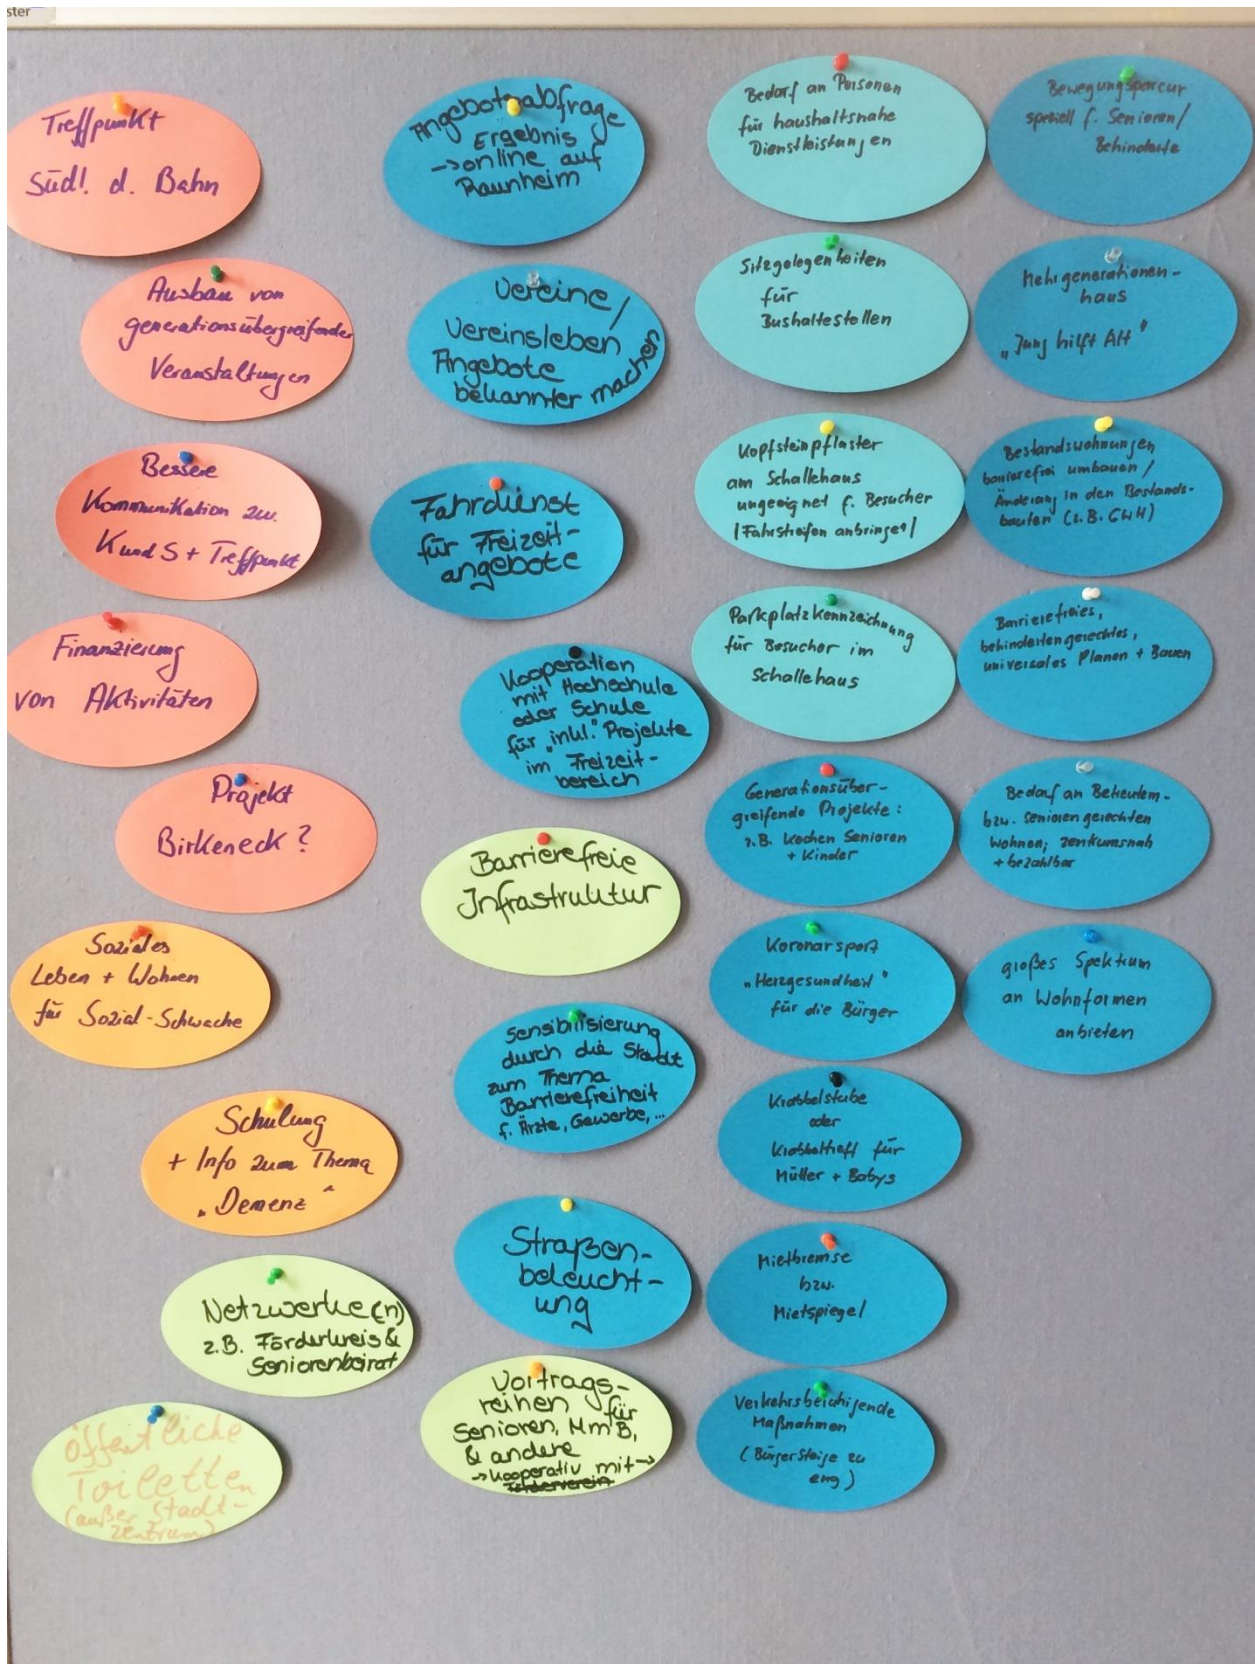 ster
Treffpunkt
südl. d. Bahn
Ausbau von
generationsübergreifender
Veranstaltungen
Bessere
Kommunikation zw.
K und S + Treffpunkt
Finanzierung
von Aktivitäten
Projekt
Birkeneck?
Soziales
Leben + Wohnen
für Sozial-Schwache
Schulung
+ Info zum Thema
„Demenz“
Netzwerke(n)
z.B. Förderkreis &
Seniorenbeirat
öffentliche
Toiletten
(außer Stadt-
zentrum)
Angebotsabfrage
Ergebnis
→ online auf
Raunheim
Vereine/
Vereinsleben
Angebote
bekannter machen
Fahrdienst
für Freizeit-
angebote
Kooperation
mit Hochschule
oder Schule
für „inkl.“ Projekte
im Freizeit-
bereich
Barrierefreie
Infrastruktur
Sensibilisierung
durch die Stadt
zum Thema
Barrierefreiheit
f. Ärzte, Gewerbe, ...
Straßen-
beleucht-
ung
Vortrags-
reihen für
Senioren, MmB,
& andere
→ kooperativ mit →
Förderverein
Bedarf an Personen
für haushaltsnahe
Dienstleistungen
Sitzgelegenheiten
für
Bushaltestellen
Kopfsteinpflaster
am Schallehaus
ungeeignet f. Besucher
/Fahrstreifen anbringen/
Parkplatzkennzeichnung
für Besucher im
Schallehaus
Generationsüber-
greifende Projekte:
z.B. kochen Senioren
+ Kinder
Koronarsport
„Herzgesundheit“
für die Bürger
Krabbelstube
oder
Krabbeltreff für
Mütter + Babys
Mietbremse
bzw.
Mietspiegel
Verkehrsberuhigende
Maßnahmen
(Bürgersteige zu
eng)
Bewegungsparcur
speziell f. Senioren/
Behinderte
Mehrgenerationen-
haus
„Jung hilft Alt“
Bestandswohnungen
barrierefrei umbauen/
Änderung in den Bestands-
bauten (z.B. GWH)
Barrierefreies,
behindertengerechtes,
universales Planen + Bauen
Bedarf an Betreutem-
bzw. seniorengerechten
Wohnen; zentrumsnah
+ bezahlbar
großes Spektrum
an Wohnformen
anbieten